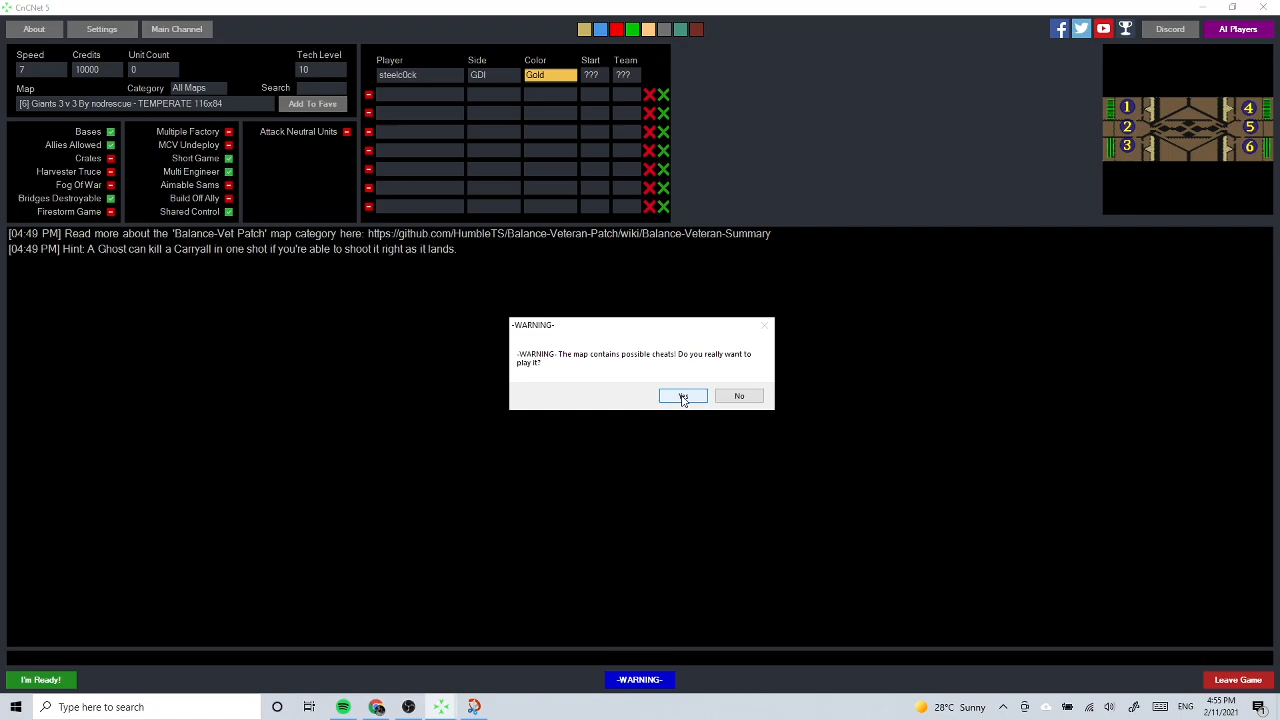 CnCNet 5
About Settings Main Channel Discord AI Players
Speed Credits Unit Count Tech Level
7 10000 0 10
Map Category All Maps Search
[6] Giants 3 v 3 By nodrescue - TEMPERATE 116x84 Add To Favs
Player Side Color Start Team
steelc0ck GDI Gold ??? ???
Bases Multiple Factory Attack Neutral Units
Allies Allowed MCV Undeploy
Crates Short Game
Harvester Truce Multi Engineer
Fog Of War Aimable Sams
Bridges Destroyable Build Off Ally
Firestorm Game Shared Control
1 4
2 5
3 6
[04:49 PM] Read more about the 'Balance-Vet Patch' map category here: https://github.com/HumbleTS/Balance-Veteran-Patch/wiki/Balance-Veteran-Summary
[04:49 PM] Hint: A Ghost can kill a Carryall in one shot if you're able to shoot it right as it lands.
-WARNING-
-WARNING- The map contains possible cheats! Do you really want to
play it?
Yes No
I'm Ready! -WARNING- Leave Game
Type here to search 28°C Sunny 4:55 PM
2/11/2021